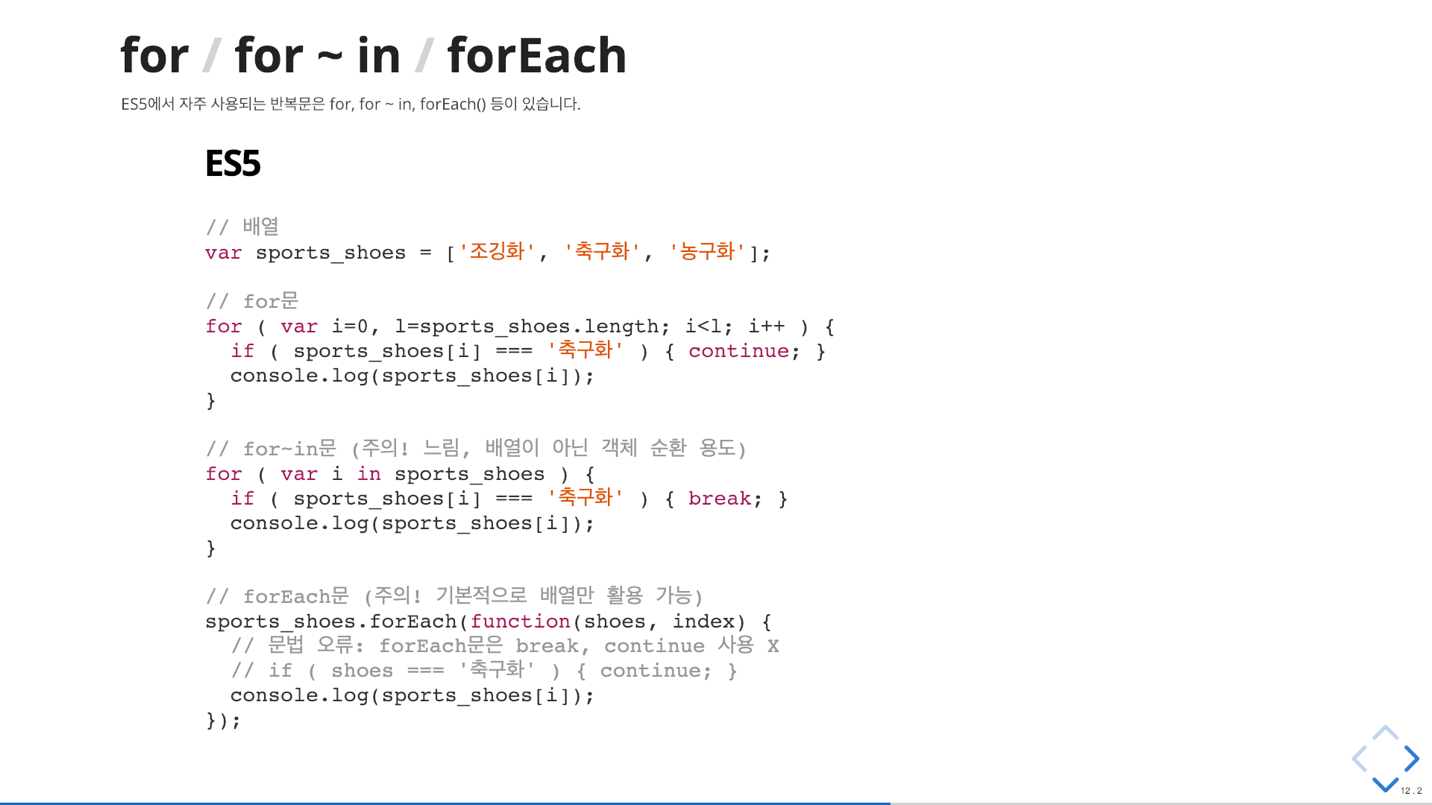 for / for ~ in / forEach
ES5에서 자주 사용되는 반복문은 for, for ~ in, forEach() 등이 있습니다.
ES5
// 배열
var sports_shoes = ['조깅화', '축구화', '농구화'];
// for문
for ( var i=0, l=sports_shoes.length; i<l; i++ ) {
  if ( sports_shoes[i] === '축구화' ) { continue; }
  console.log(sports_shoes[i]);
}
// for~in문 (주의! 느림, 배열이 아닌 객체 순환 용도)
for ( var i in sports_shoes ) {
  if ( sports_shoes[i] === '축구화' ) { break; }
  console.log(sports_shoes[i]);
}
// forEach문 (주의! 기본적으로 배열만 활용 가능)
sports_shoes.forEach(function(shoes, index) {
  // 문법 오류: forEach문은 break, continue 사용 X
  // if ( shoes === '축구화' ) { continue; }
  console.log(sports_shoes[i]);
});
12.2